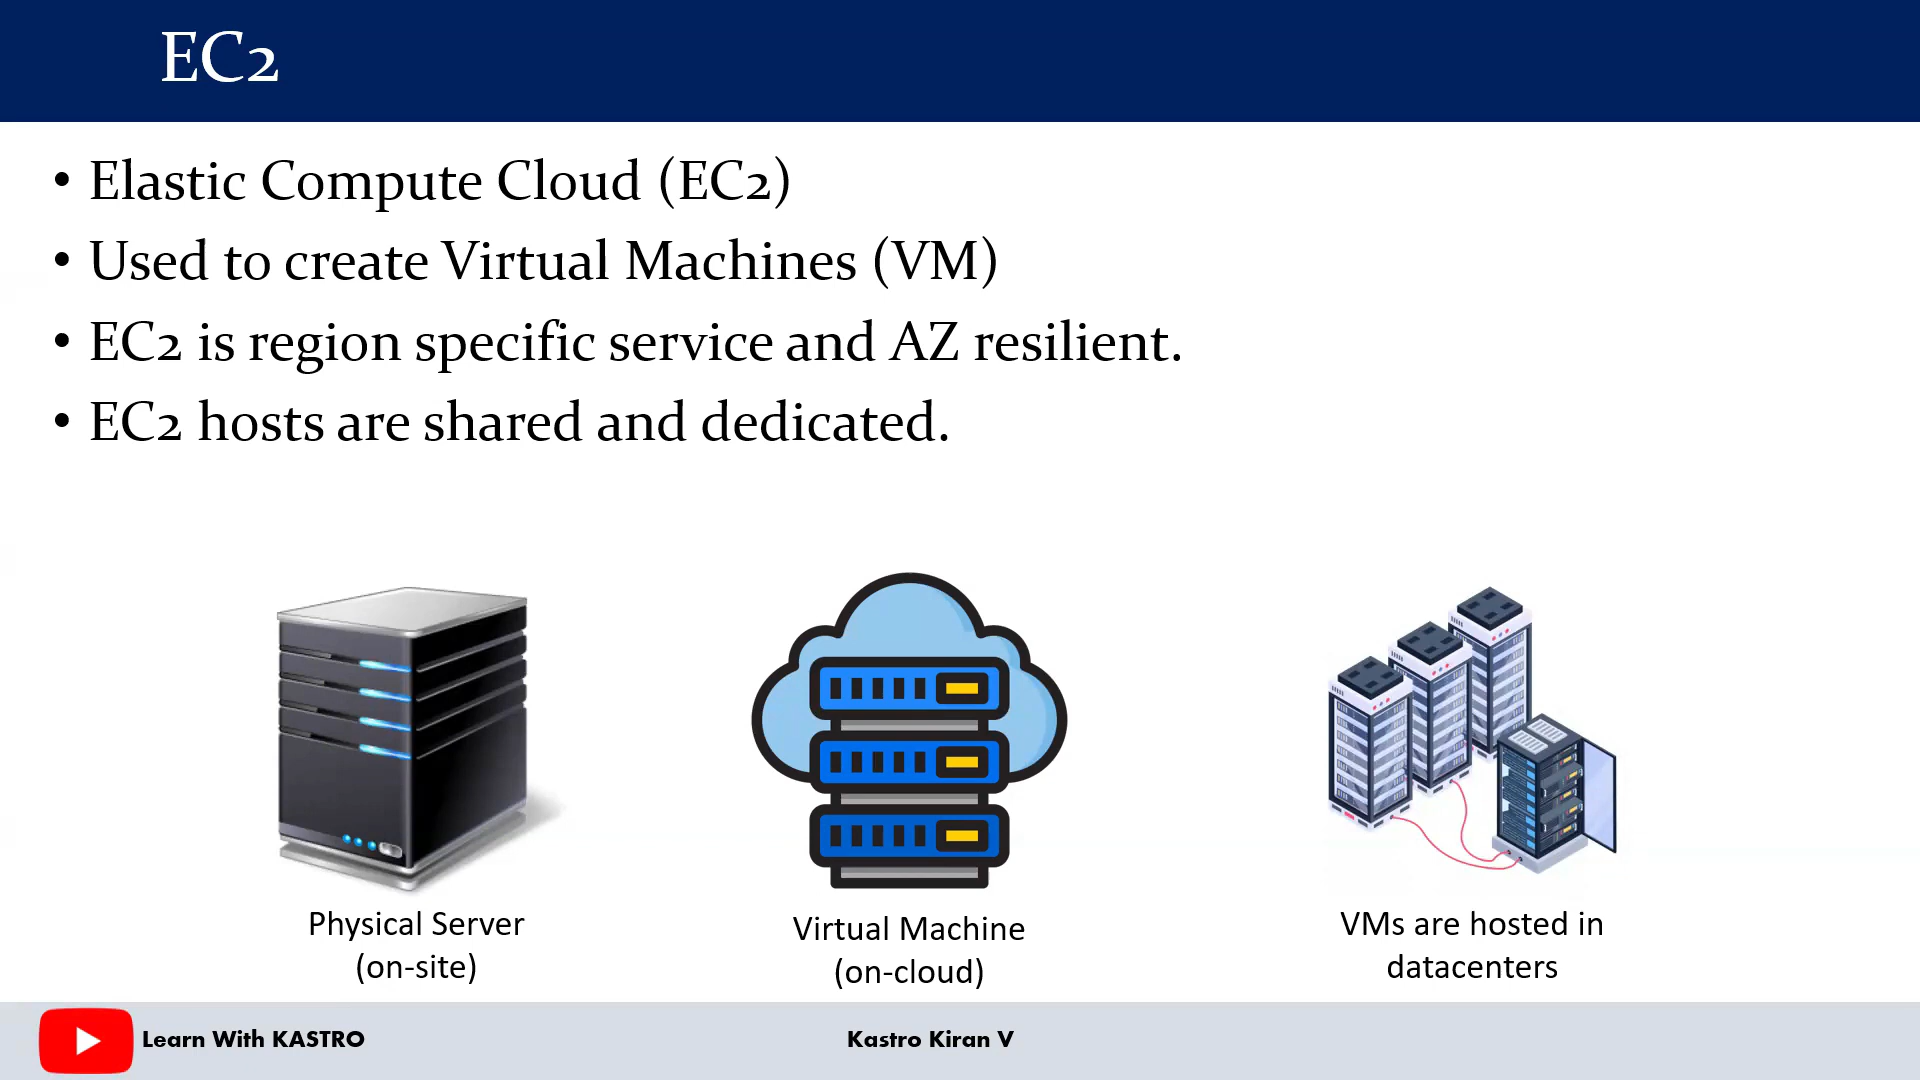 EC2
• Elastic Compute Cloud (EC2)
• Used to create Virtual Machines (VM)
• EC2 is region specific service and AZ resilient.
• EC2 hosts are shared and dedicated.
Physical Server
(on-site)
Virtual Machine
(on-cloud)
VMs are hosted in
datacenters
Learn With KASTRO
Kastro Kiran V